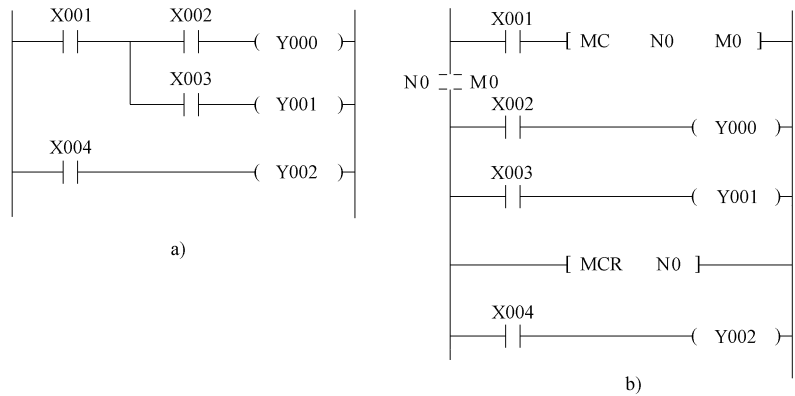 X001 X002
( Y000 )
X003
( Y001 )
X004
( Y002 )
a)
X001
[ MC N0 M0 ]
N0 M0
X002
( Y000 )
X003
( Y001 )
[ MCR N0 ]
X004
( Y002 )
b)